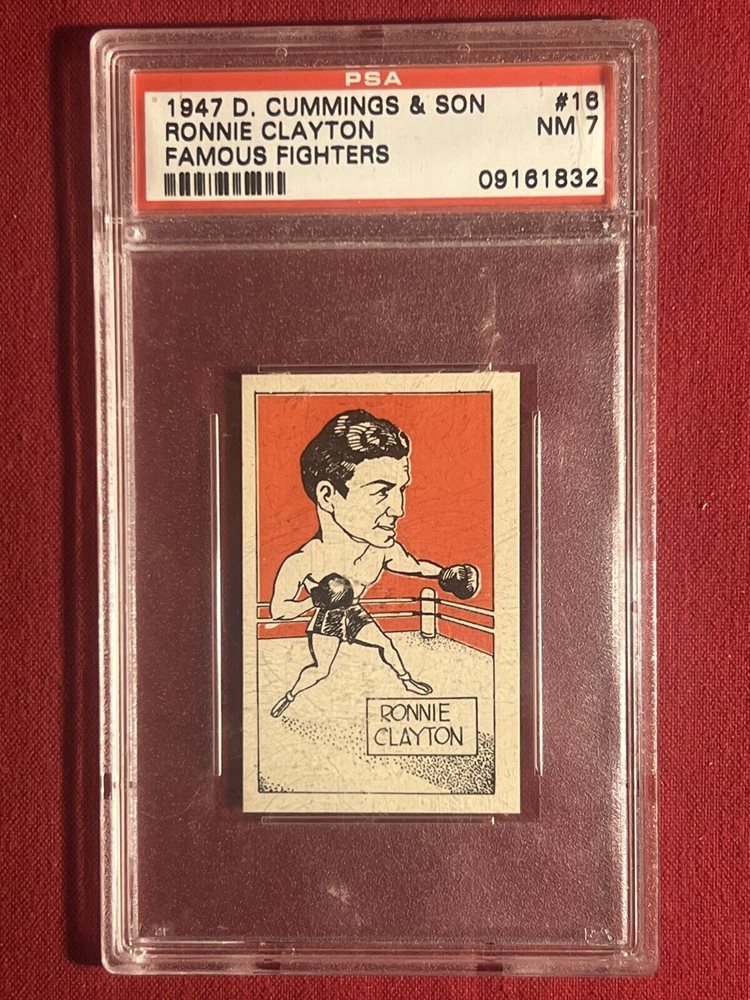 PSA
1947 D. CUMMINGS & SON #16
RONNIE CLAYTON NM 7
FAMOUS FIGHTERS
09161832
RONNIE
CLAYTON